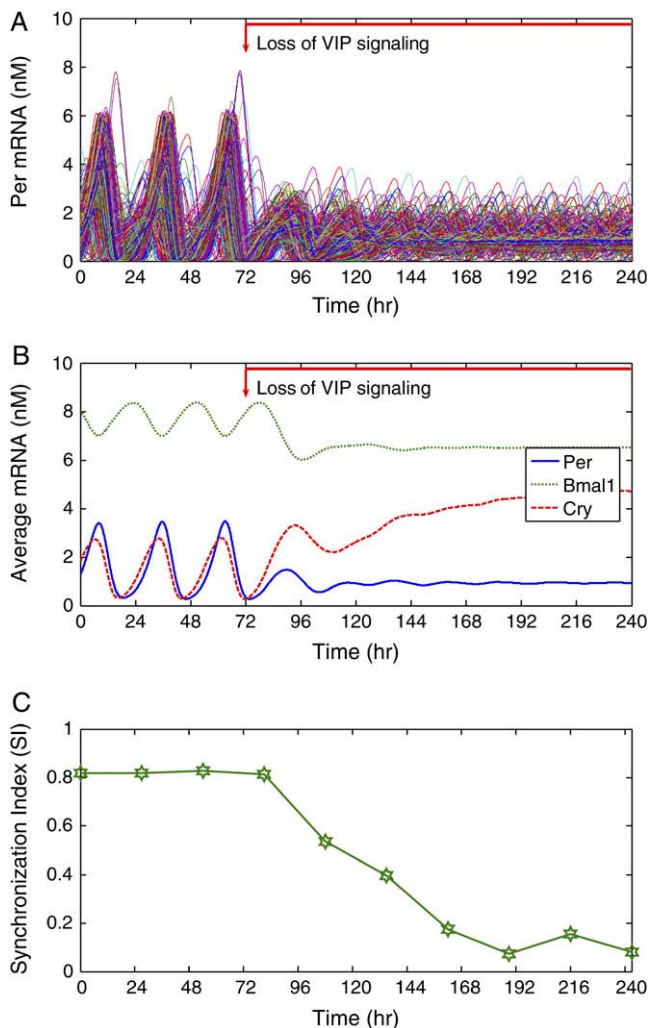 A
10
Loss of VIP signaling
8
6
4
2
0
Per mRNA (nM)
0 24 48 72 96 120 144 168 192 216 240
Time (hr)
B
10
Loss of VIP signaling
8
6
4
2
0
Average mRNA (nM)
Per
Bmal1
Cry
0 24 48 72 96 120 144 168 192 216 240
Time (hr)
C
1
0.8
0.6
0.4
0.2
0
Synchronization Index (SI)
0 24 48 72 96 120 144 168 192 216 240
Time (hr)